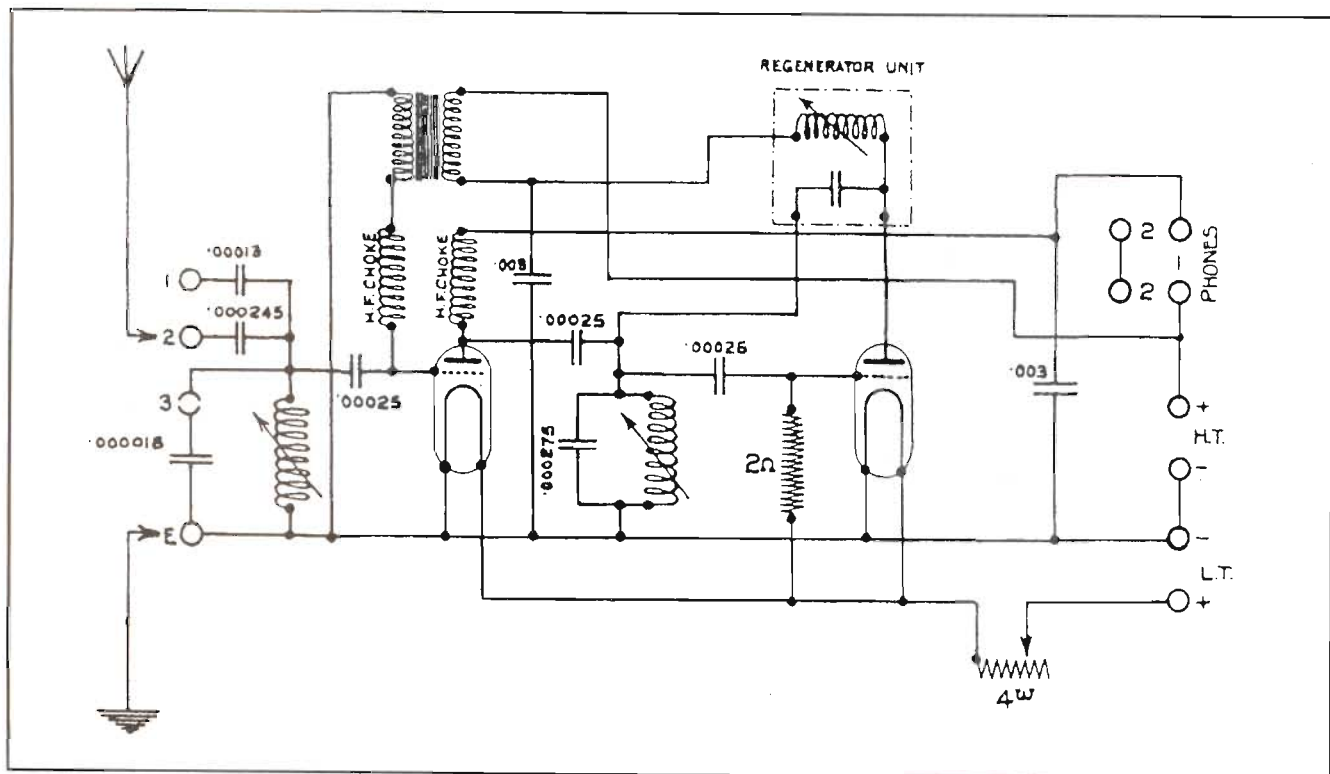 REGENERATOR UNIT
·00013
1
·000245
2
3
·00025
·000018
E
H.F. CHOKE
H.F. CHOKE
·008
·00025
·00026
·000275
2Ω
·003
2
2
-
PHONES
+
H.T.
-
-
L.T.
+
4ω